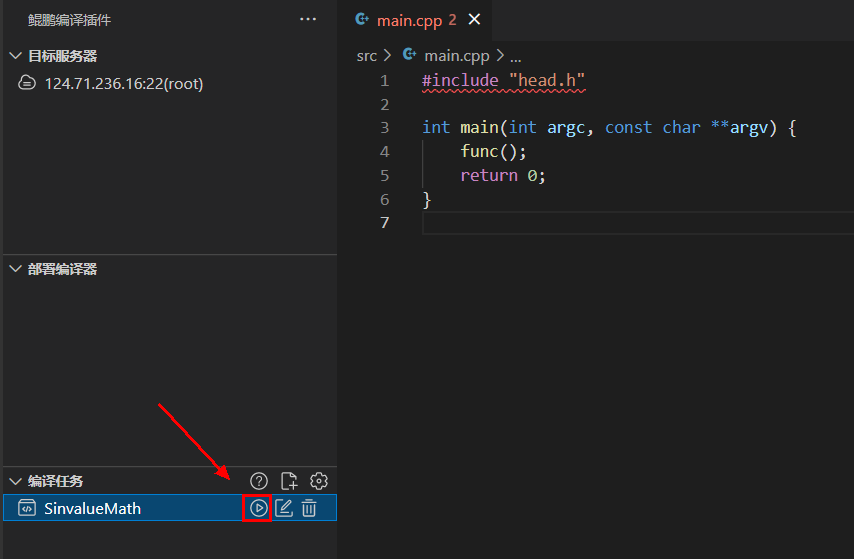 鲲鹏编译插件 ...
目标服务器
124.71.236.16:22(root)
部署编译器
编译任务
SinvalueMath
main.cpp 2
src > main.cpp > ...
1 #include "head.h"
2
3 int main(int argc, const char **argv) {
4 func();
5 return 0;
6 }
7